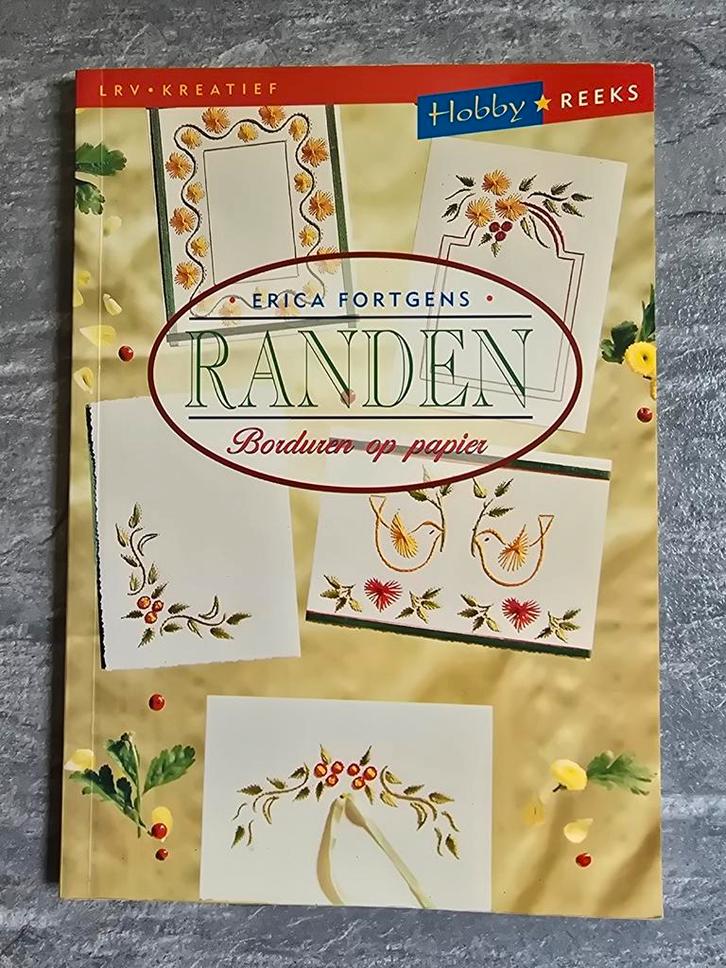 LRV • KREATIEF
Hobby REEKS
• ERICA FORTGENS •
RANDEN
Borduren op papier